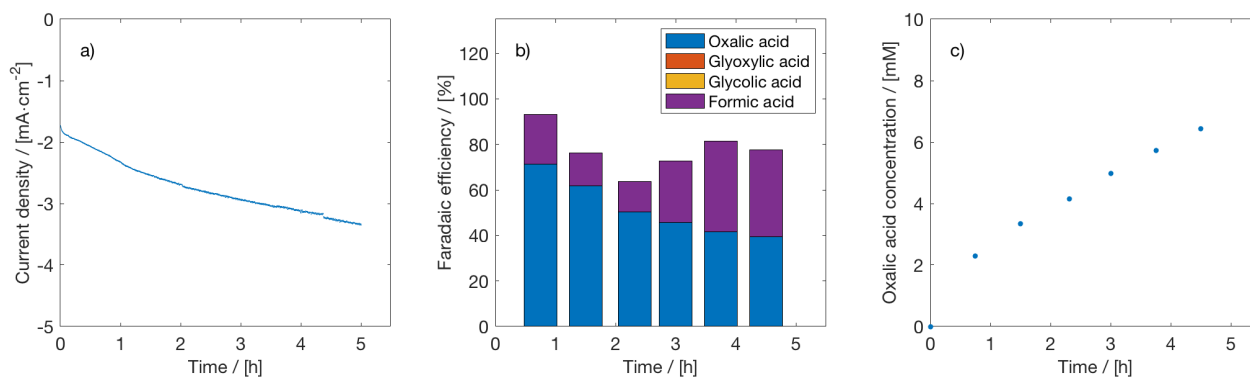 a)
0
-1
-2
-3
-4
-5
Current density / [mA·cm-2]
0 1 2 3 4 5
Time / [h]
b)
Oxalic acid
Glyoxylic acid
Glycolic acid
Formic acid
120
100
80
60
40
20
0
Faradaic efficiency / [%]
0 1 2 3 4 5
Time / [h]
c)
10
8
6
4
2
0
Oxalic acid concentration / [mM]
0 1 2 3 4 5
Time / [h]